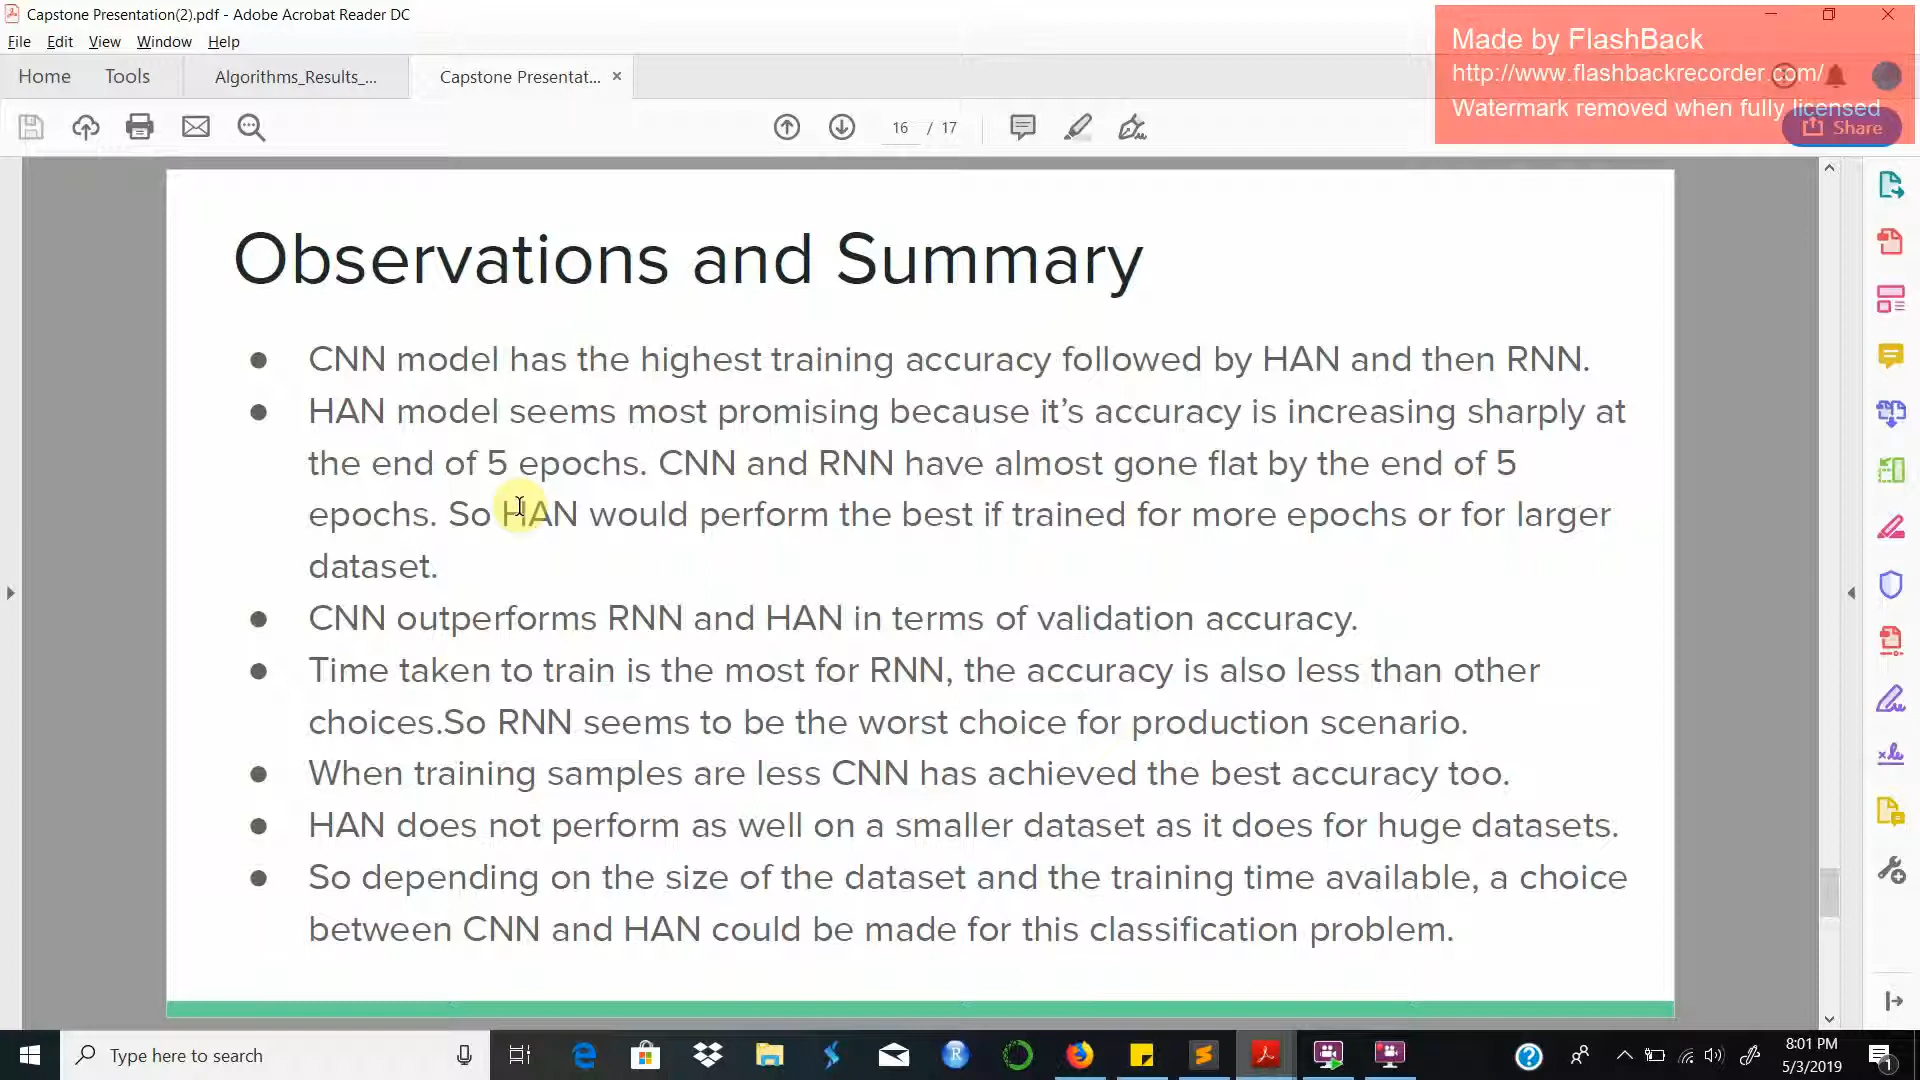 Capstone Presentation(2).pdf - Adobe Acrobat Reader DC
File Edit View Window Help
Made by FlashBack
http://www.flashbackrecorder.com/
Watermark removed when fully licensed
Home Tools Algorithms_Results_... Capstone Presentat... ×
16 / 17
Share
Observations and Summary
● CNN model has the highest training accuracy followed by HAN and then RNN.
● HAN model seems most promising because it’s accuracy is increasing sharply at
the end of 5 epochs. CNN and RNN have almost gone flat by the end of 5
epochs. So HAN would perform the best if trained for more epochs or for larger
dataset.
● CNN outperforms RNN and HAN in terms of validation accuracy.
● Time taken to train is the most for RNN, the accuracy is also less than other
choices.So RNN seems to be the worst choice for production scenario.
● When training samples are less CNN has achieved the best accuracy too.
● HAN does not perform as well on a smaller dataset as it does for huge datasets.
● So depending on the size of the dataset and the training time available, a choice
between CNN and HAN could be made for this classification problem.
Type here to search
8:01 PM
5/3/2019
1